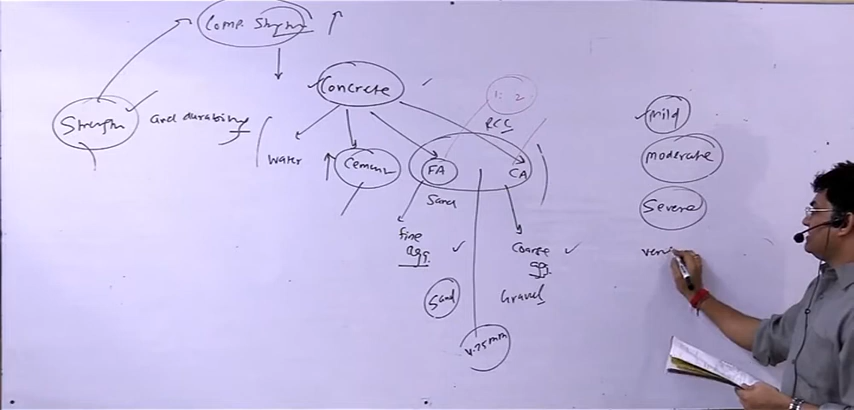 Comp. Strength
Concrete
1:2
RCC
Strength
and durability
Water
Cement
FA
CA
Sand
fine
agg.
Coarse
agg.
Sand
Gravel
4.75mm
Mild
Moderate
Severe
very